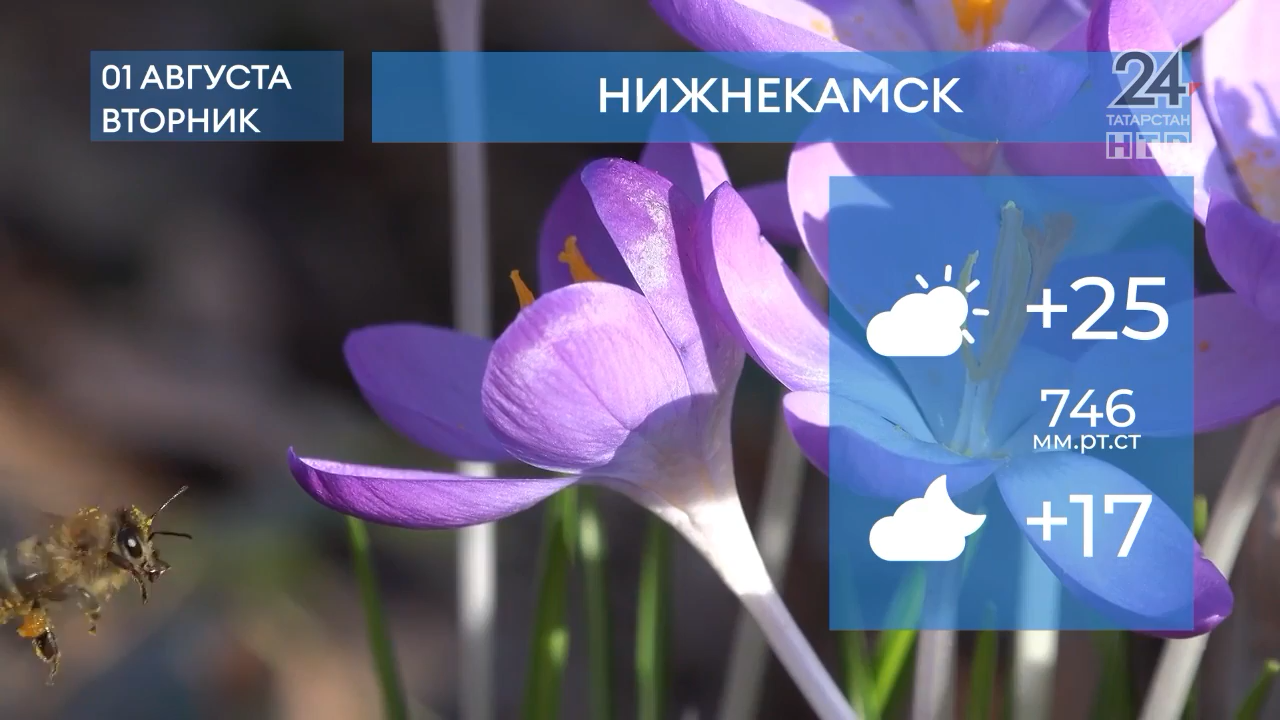 01 АВГУСТА
ВТОРНИК
НИЖНЕКАМСК
24
ТАТАРСТАН
НТР
+25
746
мм.рт.ст
+17